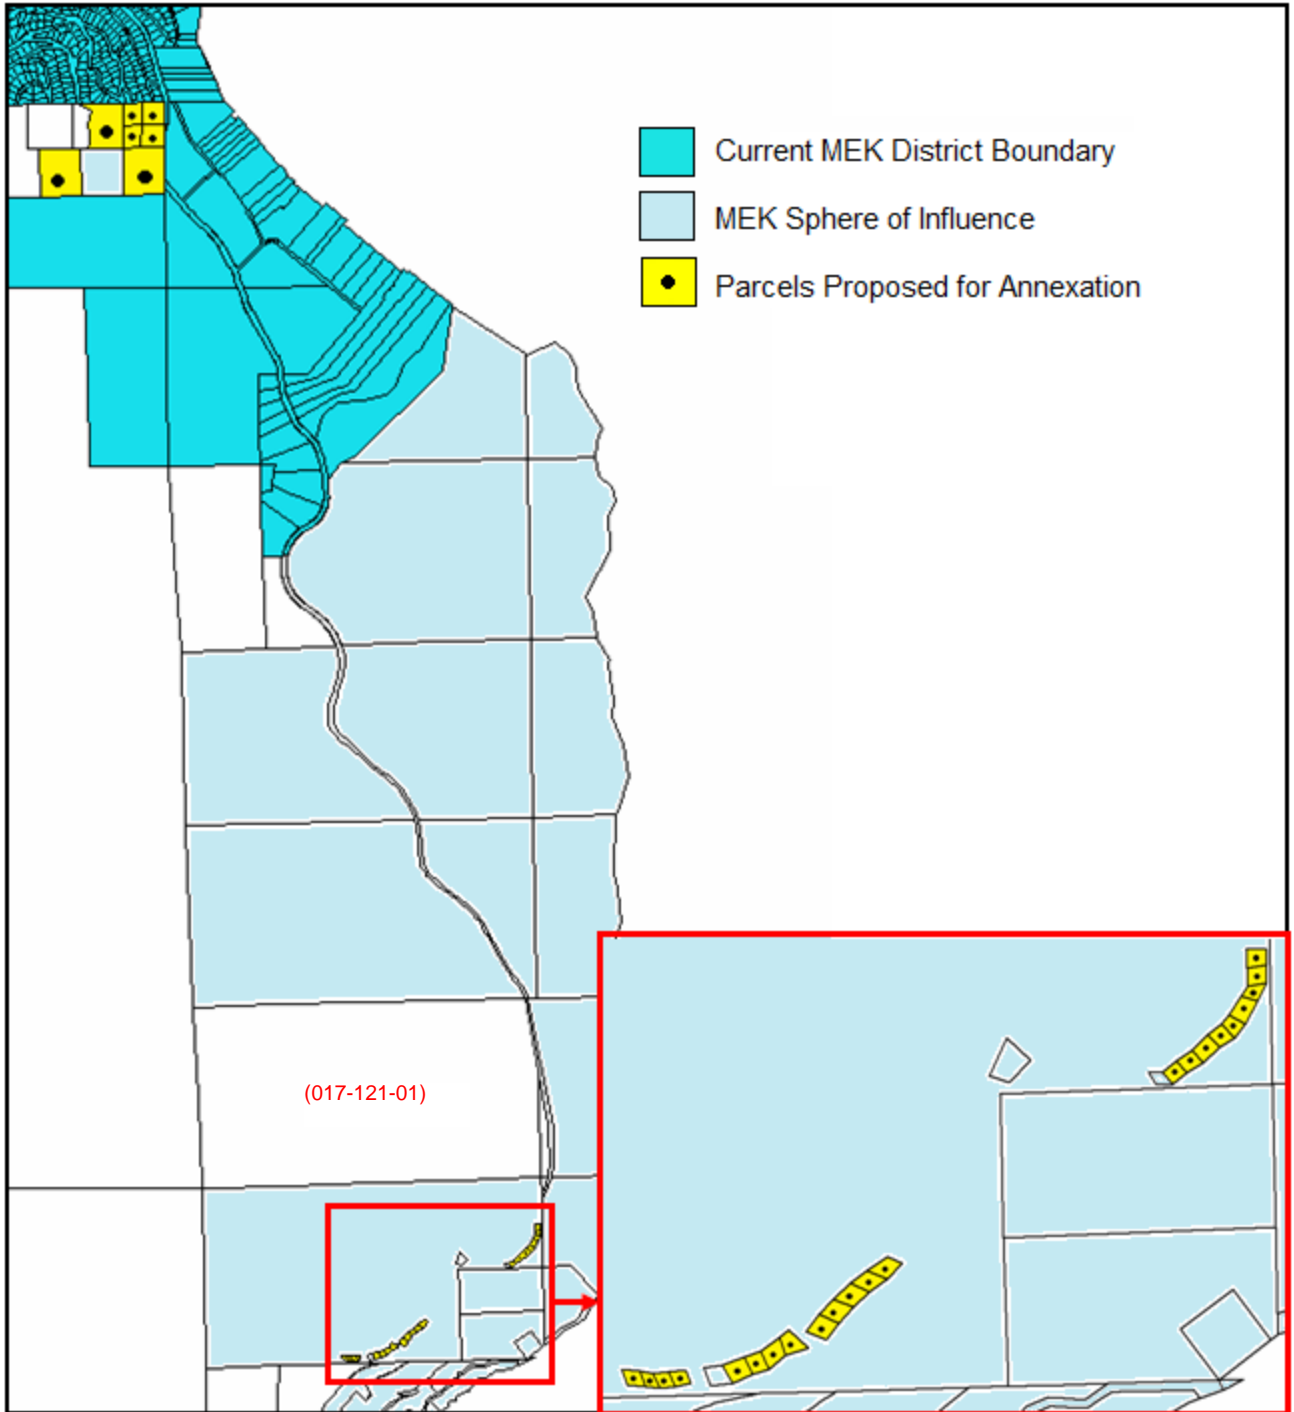 Current MEK District Boundary
MEK Sphere of Influence
Parcels Proposed for Annexation
(017-121-01)